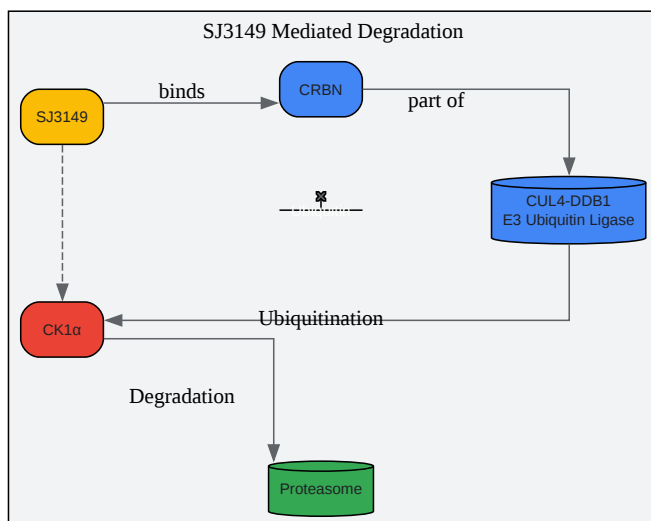 SJ3149 Mediated Degradation
binds
CRBN
part of
SJ3149
CUL4-DDB1
E3 Ubiquitin Ligase
Ubiquitination
CK1α
Degradation
Proteasome